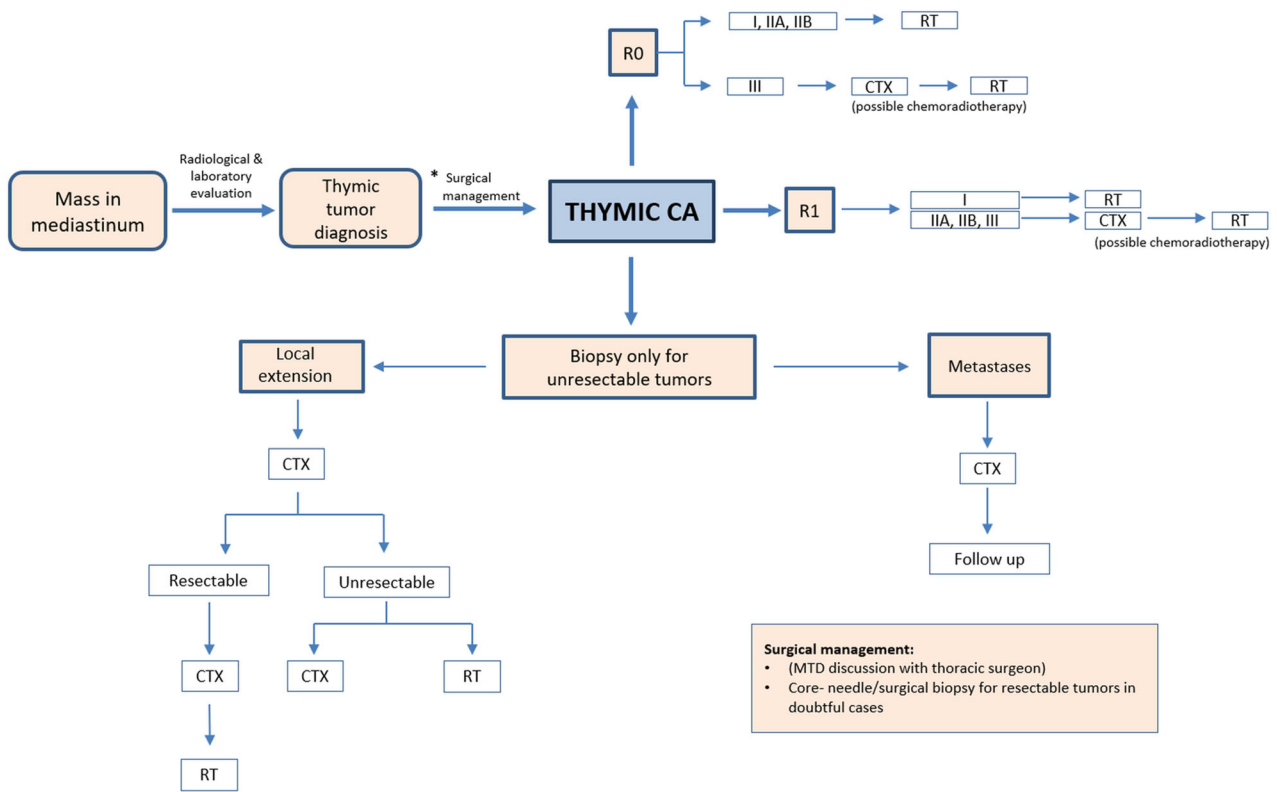 I, IIA, IIB
RT
R0
III
CTX
RT
(possible chemoradiotherapy)
Mass in
mediastinum
Radiological &
laboratory
evaluation
Thymic
tumor
diagnosis
* Surgical
management
THYMIC CA
R1
I
RT
IIA, IIB, III
CTX
RT
(possible chemoradiotherapy)
Local
extension
Biopsy only for
unresectable tumors
Metastases
CTX
CTX
Resectable
Unresectable
Follow up
CTX
CTX
RT
RT
Surgical management:
• (MTD discussion with thoracic surgeon)
• Core- needle/surgical biopsy for resectable tumors in
doubtful cases